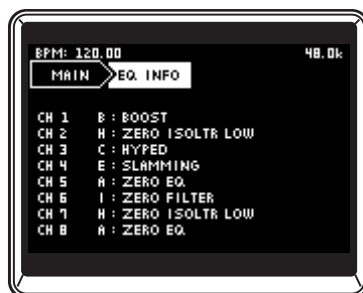 BPM: 120.00 48.0k
MAIN EQ INFO
CH 1 B : BOOST
CH 2 H : ZERO ISOLTR LOW
CH 3 C : HYPED
CH 4 E : SLAMMING
CH 5 A : ZERO EQ
CH 6 I : ZERO FILTER
CH 7 H : ZERO ISOLTR LOW
CH 8 A : ZERO EQ